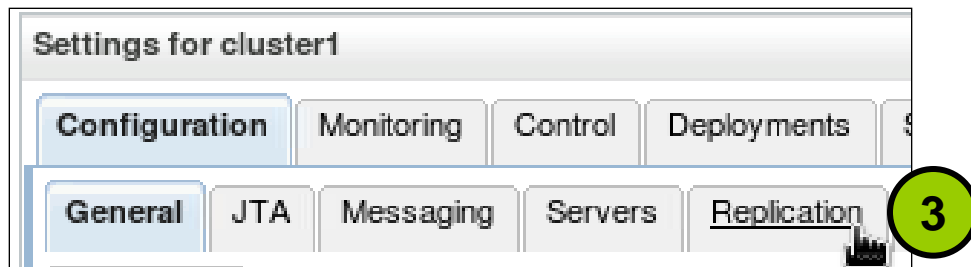 Settings for cluster1
Configuration Monitoring Control Deployments
General JTA Messaging Servers Replication 3